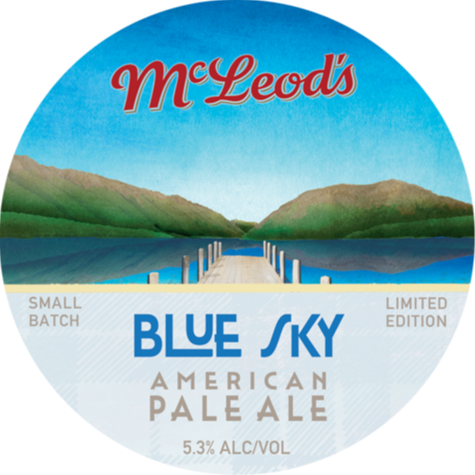 McLeod's
SMALL
BATCH
LIMITED
EDITION
BLUE SKY
AMERICAN
PALE ALE
5.3% ALC/VOL